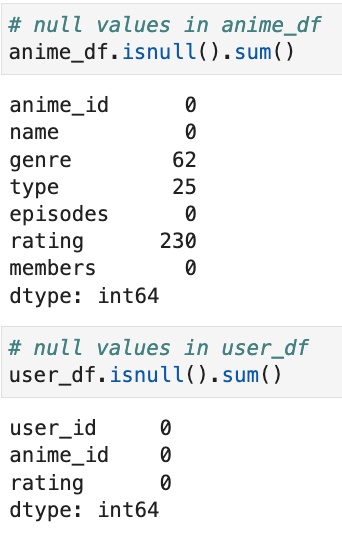 # null values in anime_df
anime_df.isnull().sum()
anime_id 0
name 0
genre 62
type 25
episodes 0
rating 230
members 0
dtype: int64
# null values in user_df
user_df.isnull().sum()
user_id 0
anime_id 0
rating 0
dtype: int64